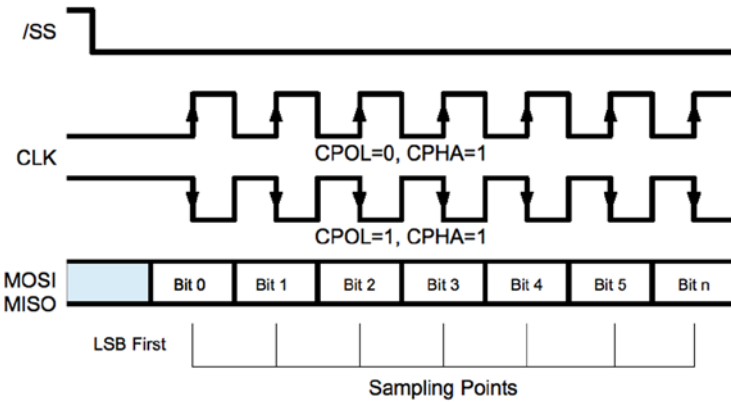 /SS
CLK
CPOL=0, CPHA=1
CPOL=1, CPHA=1
MOSI
MISO
Bit 0 Bit 1 Bit 2 Bit 3 Bit 4 Bit 5 Bit n
LSB First
Sampling Points